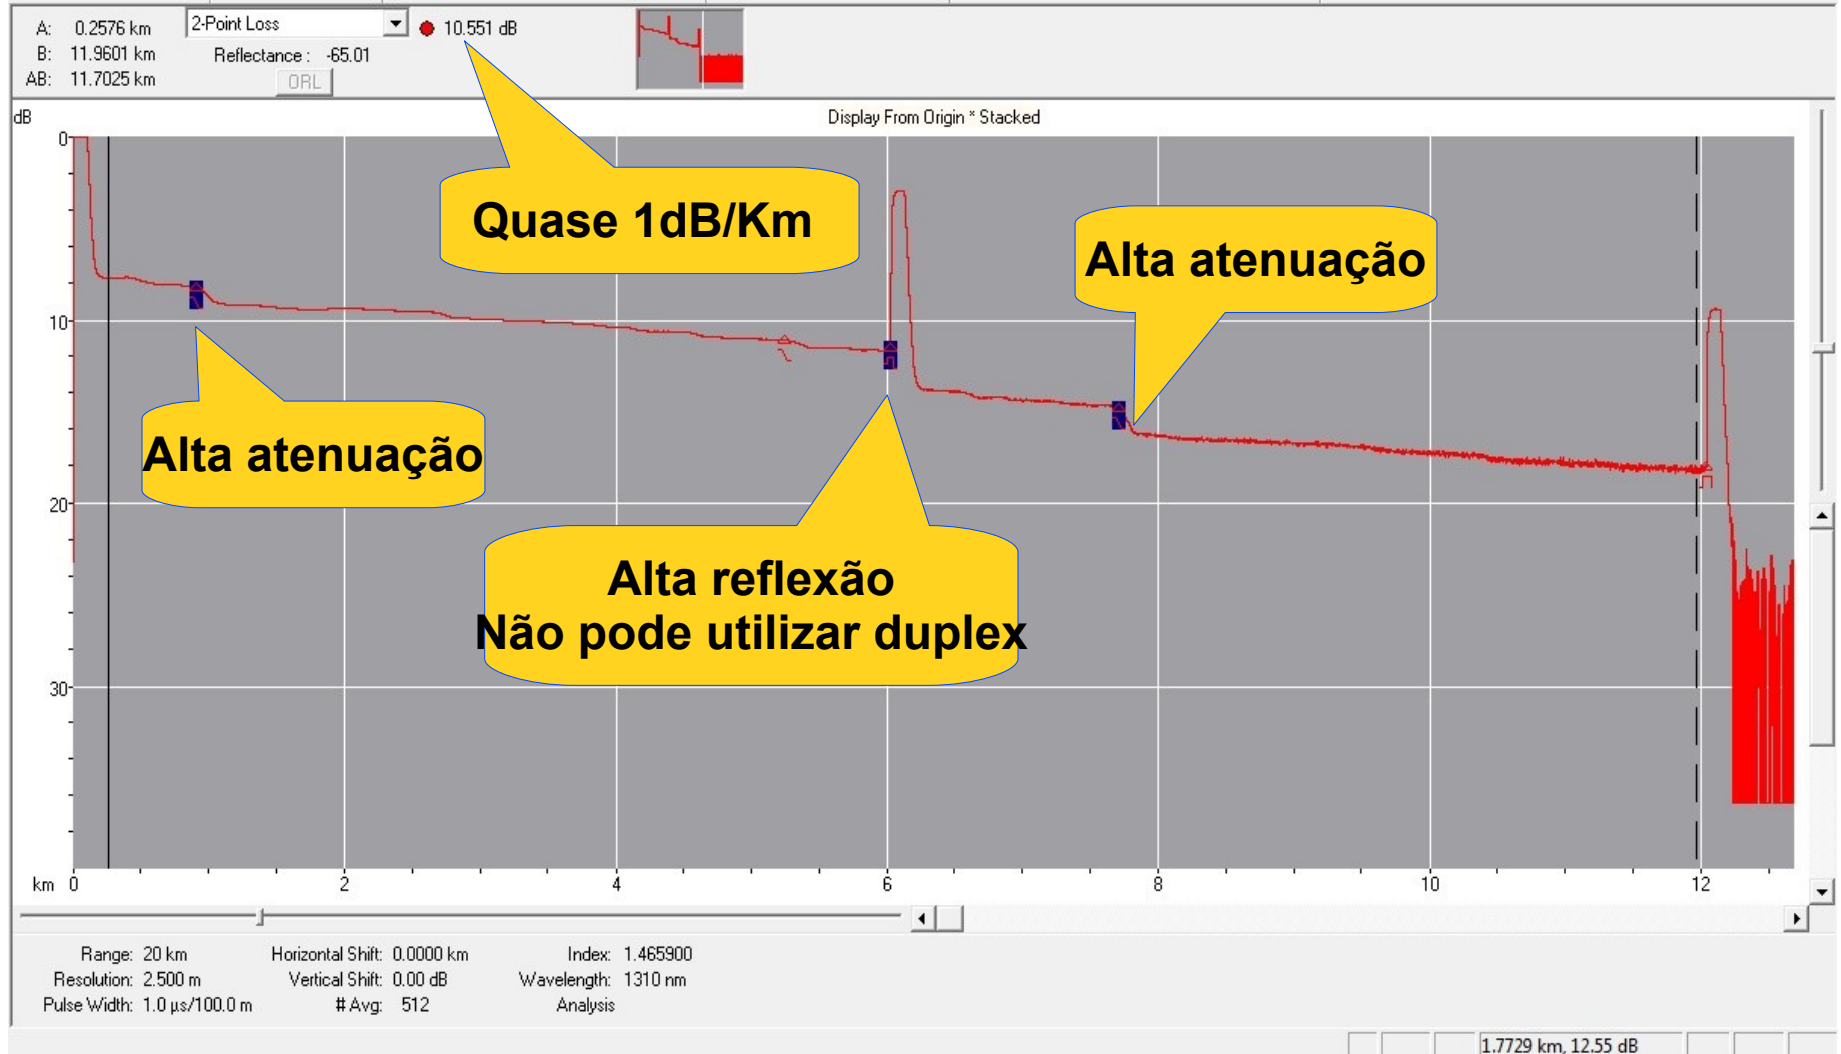 A: 0.2576 km
2-Point Loss
10.551 dB
B: 11.9601 km
Reflectance : -65.01
AB: 11.7025 km
ORL
dB
Display From Origin * Stacked
0
Quase 1dB/Km
Alta atenuação
10
Alta atenuação
20
Alta reflexão
Não pode utilizar duplex
30
km 0 2 4 6 8 10 12
Range: 20 km Horizontal Shift: 0.0000 km Index: 1.465900
Resolution: 2.500 m Vertical Shift: 0.00 dB Wavelength: 1310 nm
Pulse Width: 1.0 µs/100.0 m # Avg: 512 Analysis
1.7729 km, 12.55 dB